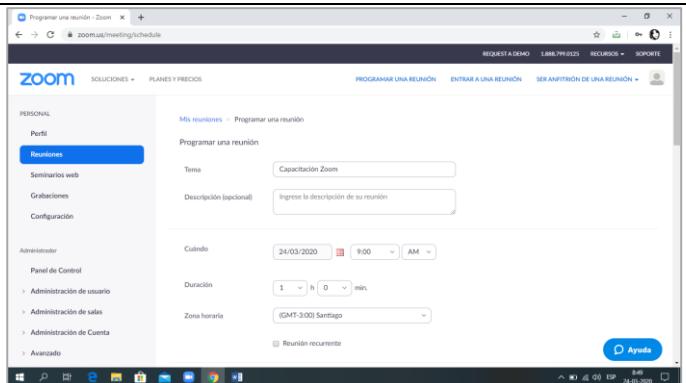 Programar una reunión - Zoom
zoom.us/meeting/schedule
REQUEST A DEMO 1.888.799.0125 RECURSOS SOPORTE
zoom SOLUCIONES PLANES Y PRECIOS PROGRAMAR UNA REUNIÓN ENTRAR A UNA REUNIÓN SER ANFITRIÓN DE UNA REUNIÓN
PERSONAL
Perfil
Reuniones
Seminarios web
Grabaciones
Configuración
Administrador
Panel de Control
> Administración de usuario
> Administración de salas
> Administración de Cuenta
> Avanzado
Mis reuniones > Programar una reunión
Programar una reunión
Tema Capacitación Zoom
Descripción (opcional) Ingrese la descripción de su reunión
Cuándo 24/03/2020 9:00 AM
Duración 1 h 0 min.
Zona horaria (GMT-3:00) Santiago
Reunión recurrente
Ayuda
ESP 8:49
24-03-2020